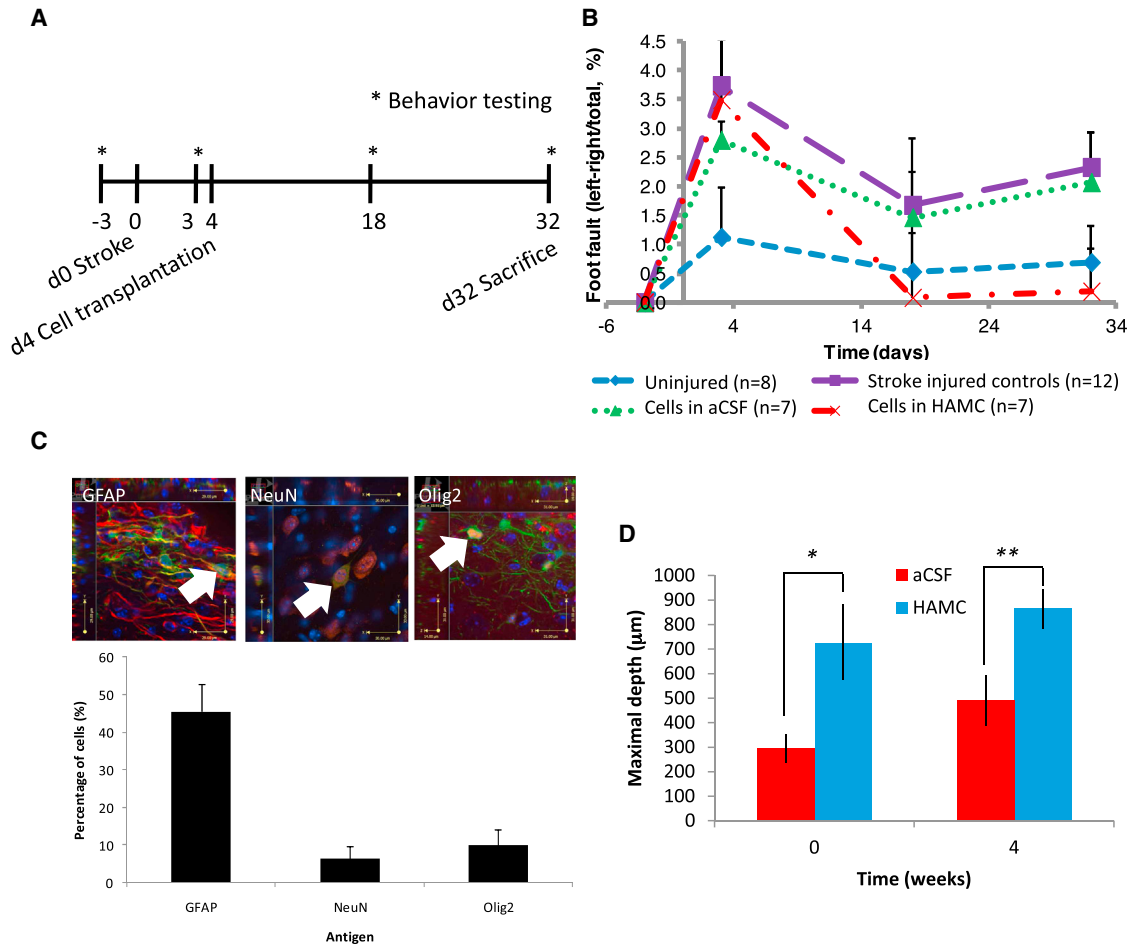 A
* Behavior testing
* * * *
-3 0 3 4 18 32
d0 Stroke
d4 Cell transplantation
d32 Sacrifice
B
Foot fault (left-right/total, %)
4.5
4.0
3.5
3.0
2.5
2.0
1.5
1.0
0.5
0.0
-6 4 14 24 34
Time (days)
Uninjured (n=8)
Stroke injured controls (n=12)
Cells in aCSF (n=7)
Cells in HAMC (n=7)
C
GFAP
NeuN
Olig2
Percentage of cells (%)
60
50
40
30
20
10
0
GFAP NeuN Olig2
Antigen
D
* **
aCSF
HAMC
Maximal depth (μm)
1000
900
800
700
600
500
400
300
200
100
0
0 4
Time (weeks)